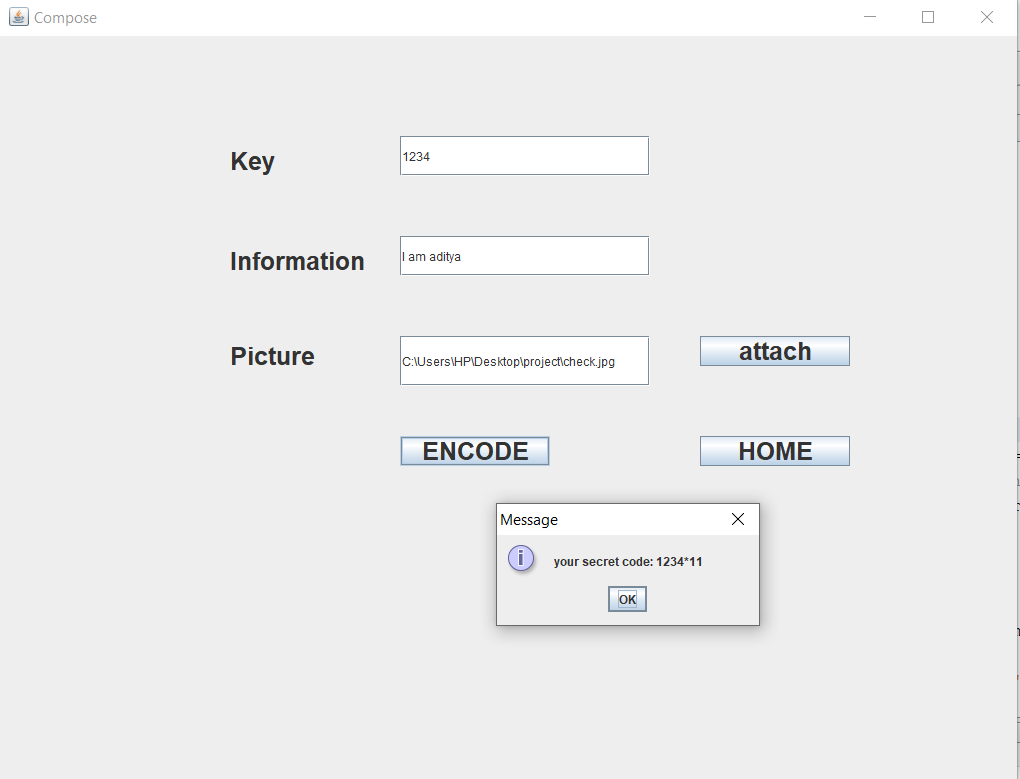 Compose
Key
1234
Information
I am aditya
Picture
C:\Users\HP\Desktop\project\check.jpg
attach
ENCODE
HOME
Message
i
your secret code: 1234*11
OK